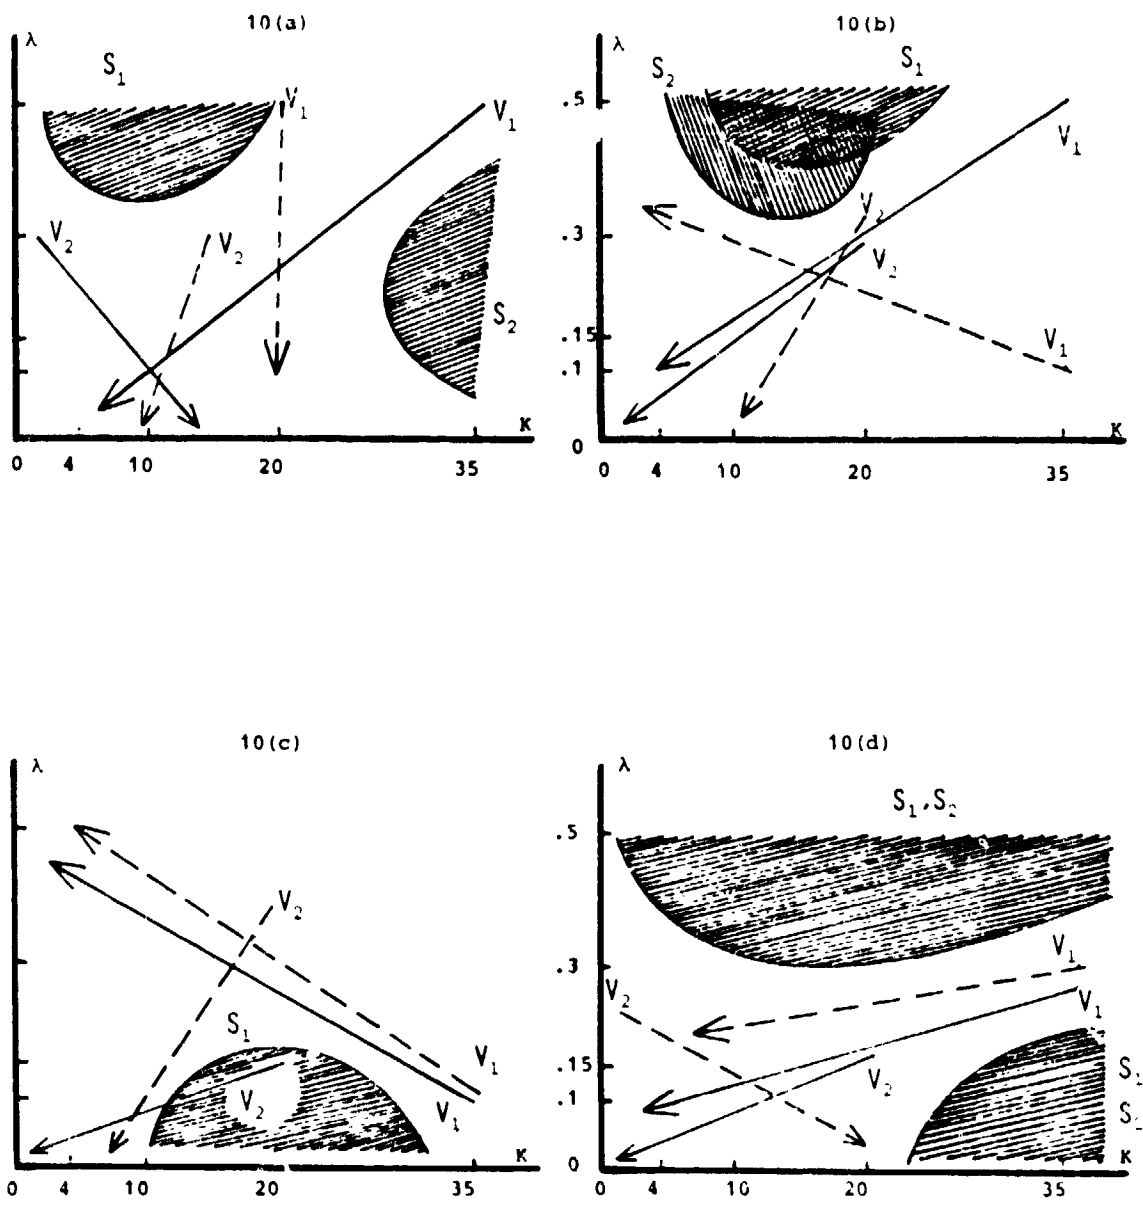 10(a)
λ
S₁
V₁
V₁
V₂
V₂
S₂
K
0 4 10 20 35
10(b)
λ
S₂
S₁
.5
V₁
V₂
.3
V₂
.15
V₁
.1
0
K
0 4 10 20 35
10(c)
λ
V₂
S₁
V₁
V₂
V₁
K
0 4 10 20 35
10(d)
λ
S₁,S₂
.5
V₁
.3
V₂
V₁
.15
V₂
S₁
.1
S₂
0
K
0 4 10 20 35